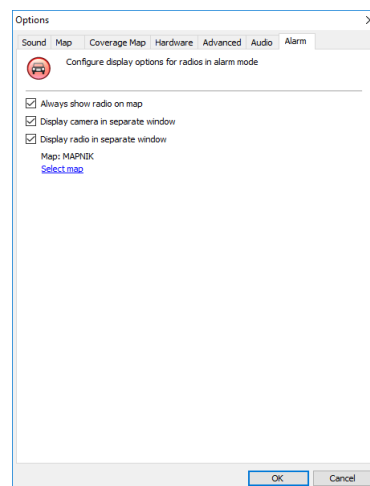 Options
Sound Map Coverage Map Hardware Advanced Audio Alarm
Configure display options for radios in alarm mode
Always show radio on map
Display camera in separate window
Display radio in separate window
Map: MAPNIK
Select map
OK Cancel